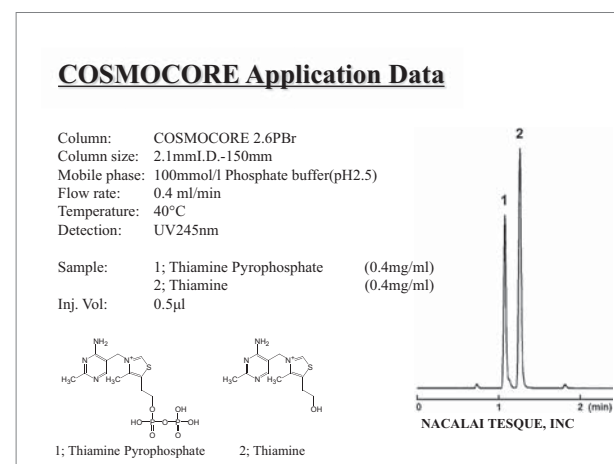 COSMOCORE Application Data
Column: COSMOCORE 2.6PBr
Column size: 2.1mmI.D.-150mm
Mobile phase: 100mmol/l Phosphate buffer(pH2.5)
Flow rate: 0.4 ml/min
Temperature: 40°C
Detection: UV245nm
Sample: 1; Thiamine Pyrophosphate (0.4mg/ml)
2; Thiamine (0.4mg/ml)
Inj. Vol: 0.5µl
2
1
0 1 2 (min)
NACALAI TESQUE, INC
NH₂
N N⁺ S
H₃C N H₃C
O OH
HO P O P OH
O O
1; Thiamine Pyrophosphate
NH₂
N N⁺ S
H₃C N H₃C
OH
2; Thiamine